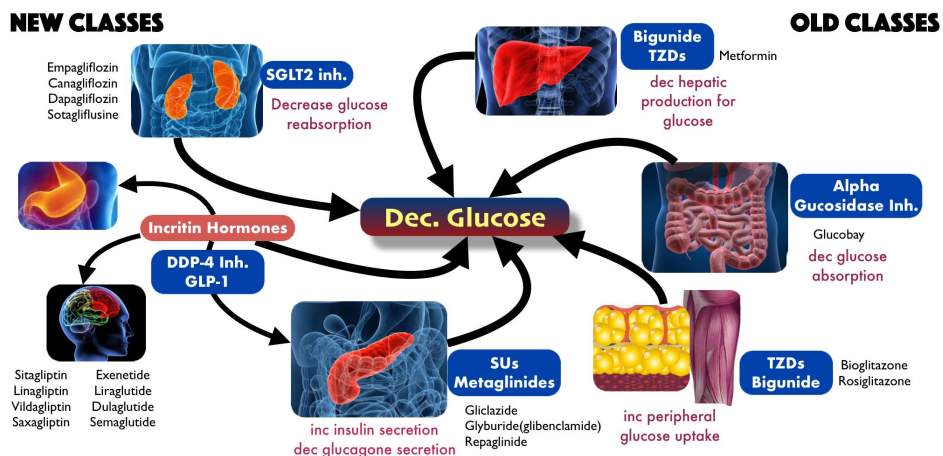 NEW CLASSES
OLD CLASSES
Empagliflozin
Canagliflozin
Dapagliflozin
Sotagliflusine
SGLT2 inh.
Decrease glucose
reabsorption
Bigunide
TZDs
Metformin
dec hepatic
production for
glucose
Dec. Glucose
Alpha
Gucosidase Inh.
Glucobay
dec glucose
absorption
Incritin Hormones
DDP-4 Inh.
GLP-1
Sitagliptin
Linagliptin
Vildagliptin
Saxagliptin
Exenetide
Liraglutide
Dulaglutide
Semaglutide
SUs
Metaglinides
Gliclazide
Glyburide(glibenclamide)
Repaglinide
inc insulin secretion
dec glucagone secretion
TZDs
Bigunide
Bioglitazone
Rosiglitazone
inc peripheral
glucose uptake